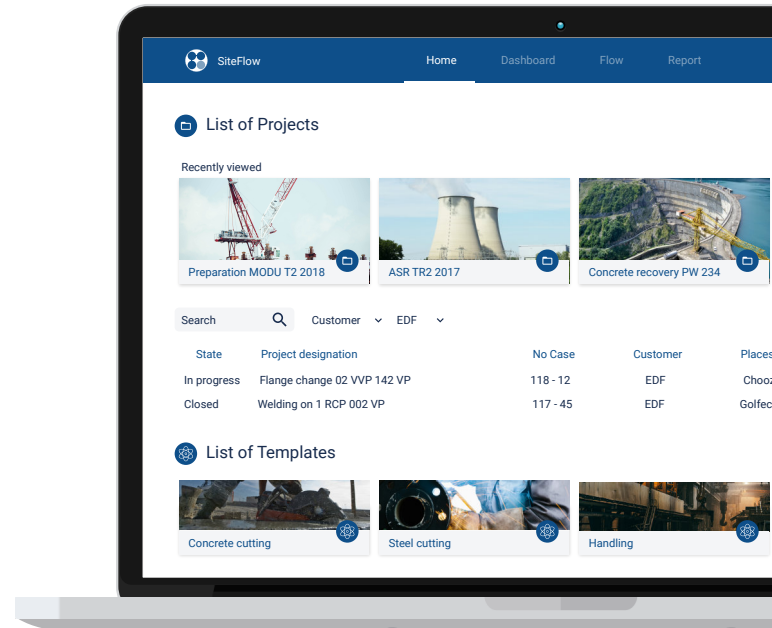 SiteFlow Home Dashboard Flow Report
List of Projects
Recently viewed
Preparation MODU T2 2018 ASR TR2 2017 Concrete recovery PW 234
Search Customer EDF
State Project designation No Case Customer Places
In progress Flange change 02 VVP 142 VP 118 - 12 EDF Chooz
Closed Welding on 1 RCP 002 VP 117 - 45 EDF Golfec
List of Templates
Concrete cutting Steel cutting Handling